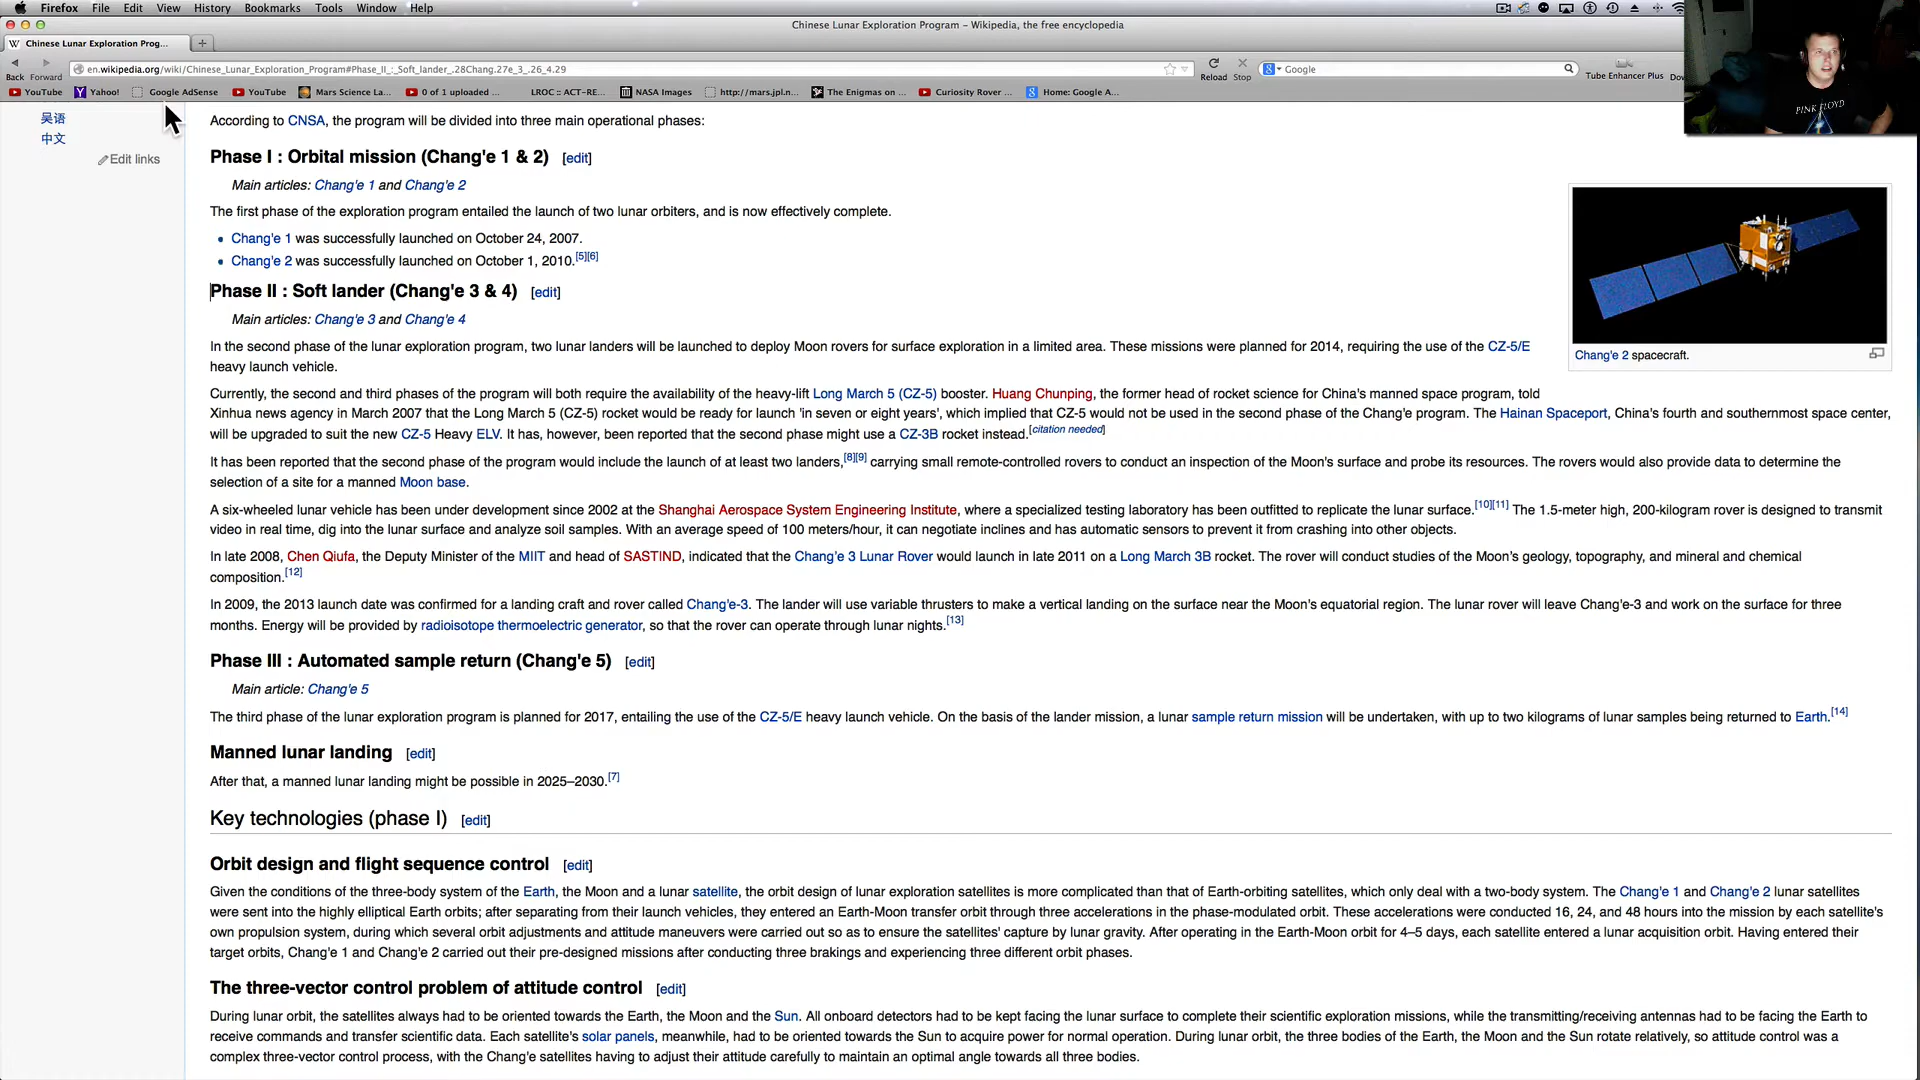 Firefox File Edit View History Bookmarks Tools Window Help
Chinese Lunar Exploration Program – Wikipedia, the free encyclopedia
W Chinese Lunar Exploration Prog... +
Back Forward en.wikipedia.org/wiki/Chinese_Lunar_Exploration_Program#Phase_II_:_Soft_lander_.28Chang.27e_3_.26_4.29 Reload Stop Google Tube Enhancer Plus
YouTube Yahoo! Google AdSense YouTube Mars Science La... 0 of 1 uploaded ... LROC :: ACT-RE... NASA Images http://mars.jpl.n... The Enigmas on ... Curiosity Rover ... Home: Google A...
PINK FLOYD
吴语
中文
Edit links
According to CNSA, the program will be divided into three main operational phases:
Phase I : Orbital mission (Chang'e 1 & 2) [edit]
Main articles: Chang'e 1 and Chang'e 2
The first phase of the exploration program entailed the launch of two lunar orbiters, and is now effectively complete.
• Chang'e 1 was successfully launched on October 24, 2007.
• Chang'e 2 was successfully launched on October 1, 2010.[5][6]
Chang'e 2 spacecraft.
Phase II : Soft lander (Chang'e 3 & 4) [edit]
Main articles: Chang'e 3 and Chang'e 4
In the second phase of the lunar exploration program, two lunar landers will be launched to deploy Moon rovers for surface exploration in a limited area. These missions were planned for 2014, requiring the use of the CZ-5/E
heavy launch vehicle.
Currently, the second and third phases of the program will both require the availability of the heavy-lift Long March 5 (CZ-5) booster. Huang Chunping, the former head of rocket science for China's manned space program, told
Xinhua news agency in March 2007 that the Long March 5 (CZ-5) rocket would be ready for launch 'in seven or eight years', which implied that CZ-5 would not be used in the second phase of the Chang'e program. The Hainan Spaceport, China's fourth and southernmost space center,
will be upgraded to suit the new CZ-5 Heavy ELV. It has, however, been reported that the second phase might use a CZ-3B rocket instead.[citation needed]
It has been reported that the second phase of the program would include the launch of at least two landers,[8][9] carrying small remote-controlled rovers to conduct an inspection of the Moon's surface and probe its resources. The rovers would also provide data to determine the
selection of a site for a manned Moon base.
A six-wheeled lunar vehicle has been under development since 2002 at the Shanghai Aerospace System Engineering Institute, where a specialized testing laboratory has been outfitted to replicate the lunar surface.[10][11] The 1.5-meter high, 200-kilogram rover is designed to transmit
video in real time, dig into the lunar surface and analyze soil samples. With an average speed of 100 meters/hour, it can negotiate inclines and has automatic sensors to prevent it from crashing into other objects.
In late 2008, Chen Qiufa, the Deputy Minister of the MIIT and head of SASTIND, indicated that the Chang'e 3 Lunar Rover would launch in late 2011 on a Long March 3B rocket. The rover will conduct studies of the Moon's geology, topography, and mineral and chemical
composition.[12]
In 2009, the 2013 launch date was confirmed for a landing craft and rover called Chang'e-3. The lander will use variable thrusters to make a vertical landing on the surface near the Moon's equatorial region. The lunar rover will leave Chang'e-3 and work on the surface for three
months. Energy will be provided by radioisotope thermoelectric generator, so that the rover can operate through lunar nights.[13]
Phase III : Automated sample return (Chang'e 5) [edit]
Main article: Chang'e 5
The third phase of the lunar exploration program is planned for 2017, entailing the use of the CZ-5/E heavy launch vehicle. On the basis of the lander mission, a lunar sample return mission will be undertaken, with up to two kilograms of lunar samples being returned to Earth.[14]
Manned lunar landing [edit]
After that, a manned lunar landing might be possible in 2025–2030.[7]
Key technologies (phase I) [edit]
Orbit design and flight sequence control [edit]
Given the conditions of the three-body system of the Earth, the Moon and a lunar satellite, the orbit design of lunar exploration satellites is more complicated than that of Earth-orbiting satellites, which only deal with a two-body system. The Chang'e 1 and Chang'e 2 lunar satellites
were sent into the highly elliptical Earth orbits; after separating from their launch vehicles, they entered an Earth-Moon transfer orbit through three accelerations in the phase-modulated orbit. These accelerations were conducted 16, 24, and 48 hours into the mission by each satellite's
own propulsion system, during which several orbit adjustments and attitude maneuvers were carried out so as to ensure the satellites' capture by lunar gravity. After operating in the Earth-Moon orbit for 4–5 days, each satellite entered a lunar acquisition orbit. Having entered their
target orbits, Chang'e 1 and Chang'e 2 carried out their pre-designed missions after conducting three brakings and experiencing three different orbit phases.
The three-vector control problem of attitude control [edit]
During lunar orbit, the satellites always had to be oriented towards the Earth, the Moon and the Sun. All onboard detectors had to be kept facing the lunar surface to complete their scientific exploration missions, while the transmitting/receiving antennas had to be facing the Earth to
receive commands and transfer scientific data. Each satellite's solar panels, meanwhile, had to be oriented towards the Sun to acquire power for normal operation. During lunar orbit, the three bodies of the Earth, the Moon and the Sun rotate relatively, so attitude control was a
complex three-vector control process, with the Chang'e satellites having to adjust their attitude carefully to maintain an optimal angle towards all three bodies.